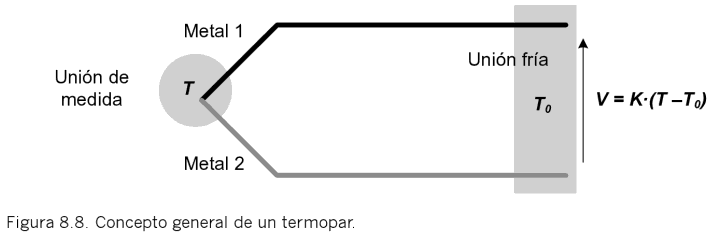 Metal 1
Unión de
medida
T
Unión fría
T0
V = K·(T –T0)
Metal 2
Figura 8.8. Concepto general de un termopar.